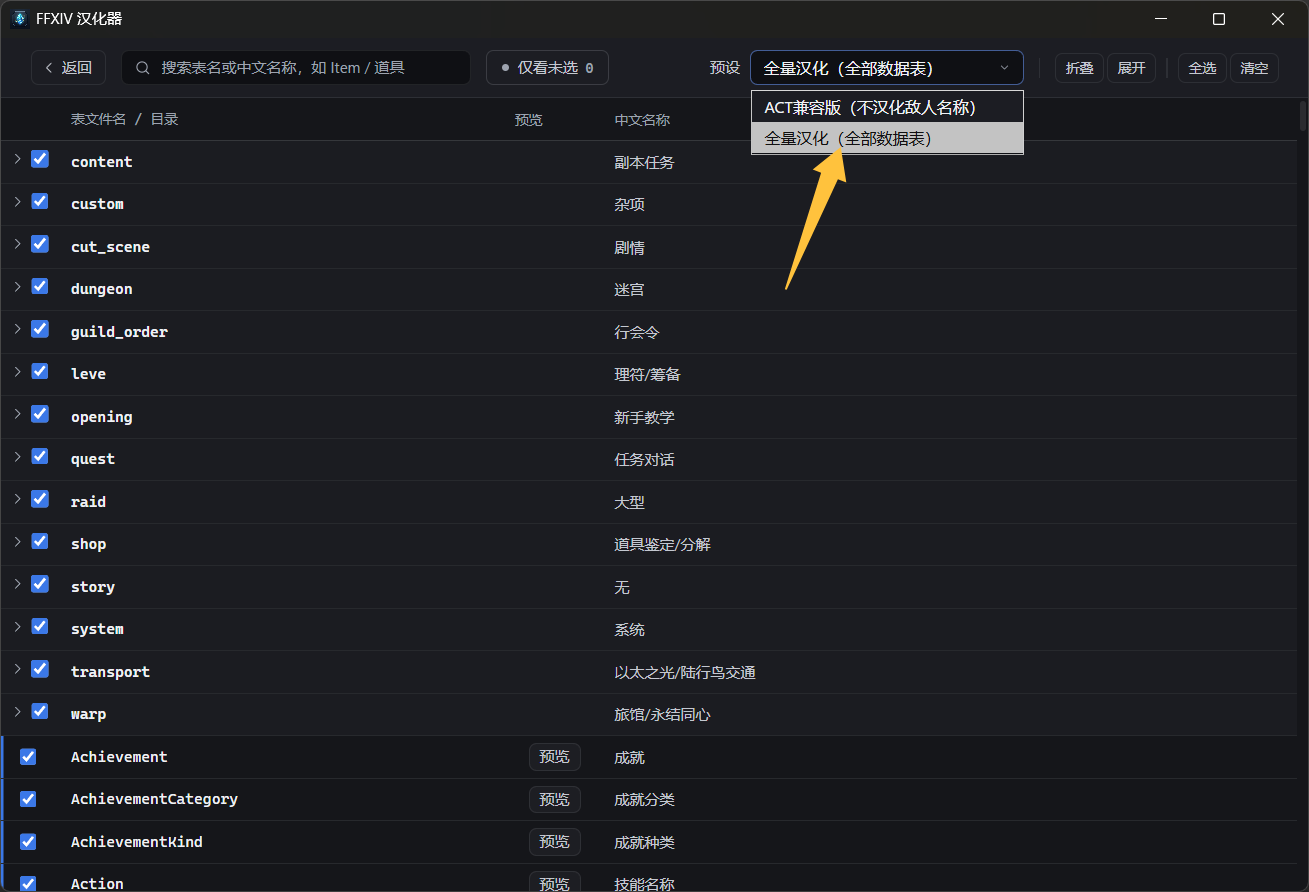 FFXIV 汉化器
返回 搜索表名或中文名称，如 Item / 道具 仅看未选 0 预设 全量汉化（全部数据表） 折叠 展开 全选 清空
ACT兼容版（不汉化敌人名称）
全量汉化（全部数据表）
表文件名 / 目录 预览 中文名称
content 副本任务
custom 杂项
cut_scene 剧情
dungeon 迷宫
guild_order 行会令
leve 理符/筹备
opening 新手教学
quest 任务对话
raid 大型
shop 道具鉴定/分解
story 无
system 系统
transport 以太之光/陆行鸟交通
warp 旅馆/永结同心
Achievement 预览 成就
AchievementCategory 预览 成就分类
AchievementKind 预览 成就种类
Action 预览 技能名称